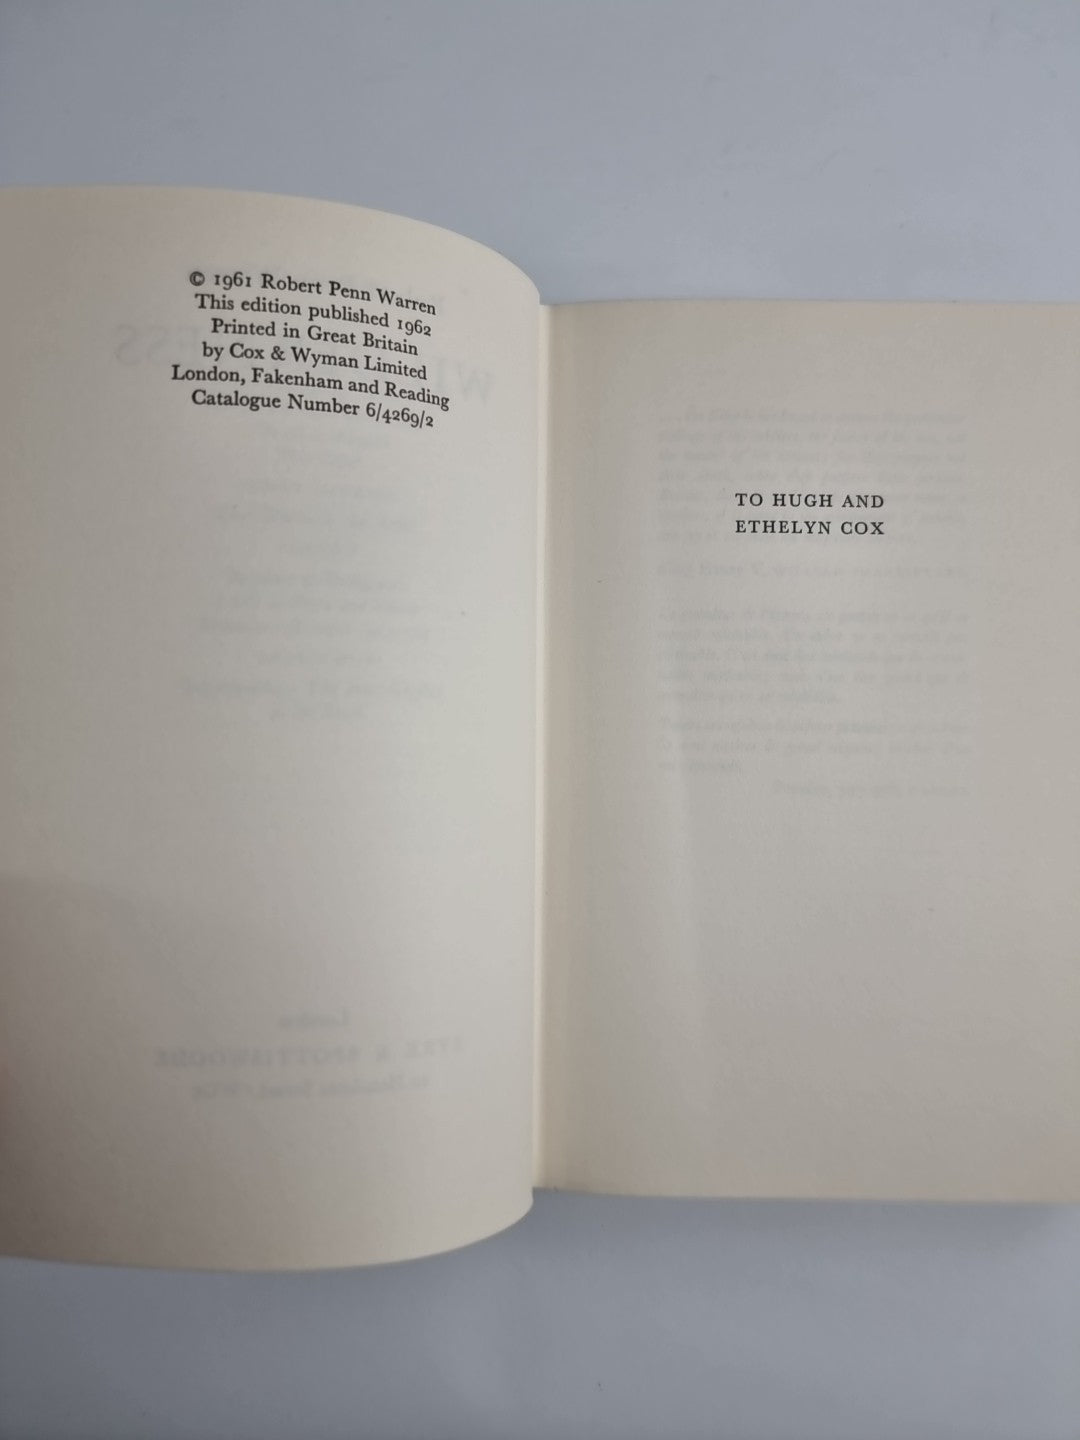 © 1961 Robert Penn Warren
This edition published 1962
Printed in Great Britain
by Cox & Wyman Limited
London, Fakenham and Reading
Catalogue Number 6/4269/2
TO HUGH AND
ETHELYN COX